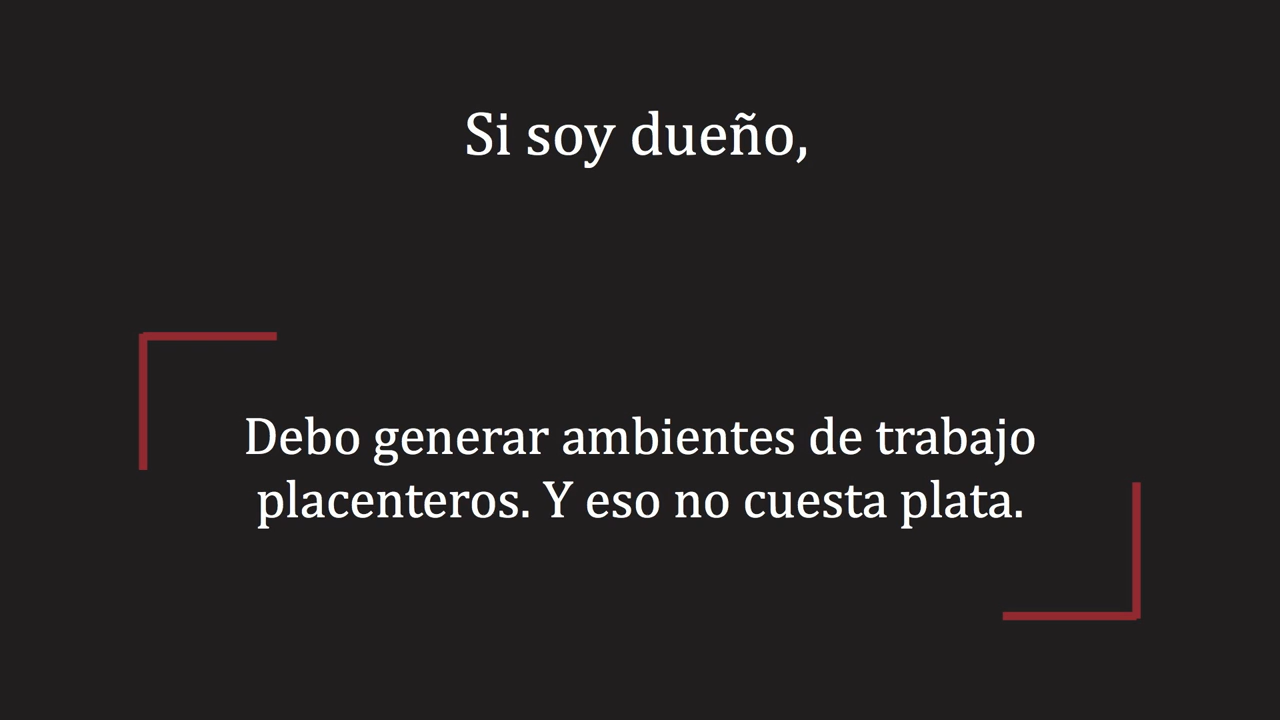 Si soy dueño,
Debo generar ambientes de trabajo
placenteros. Y eso no cuesta plata.